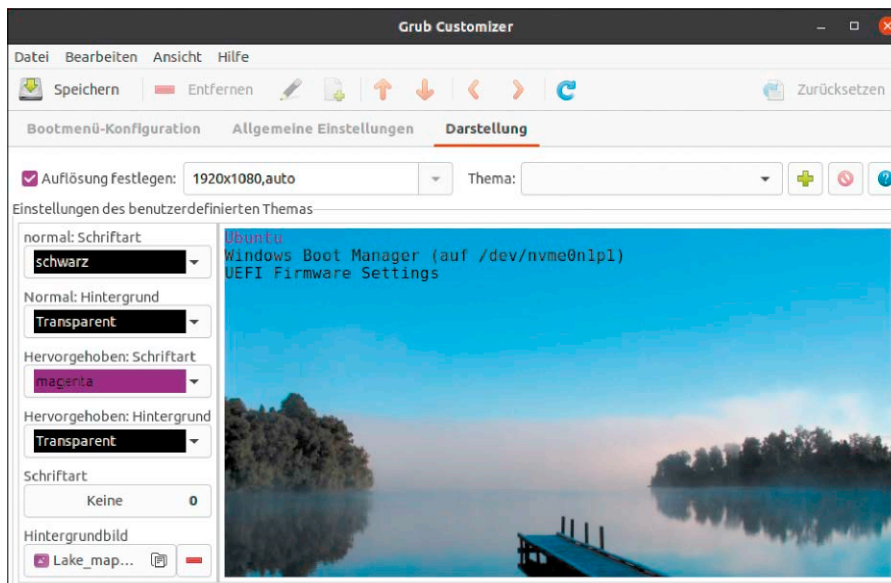 Grub Customizer
Datei Bearbeiten Ansicht Hilfe
Speichern Entfernen Zurücksetzen
Bootmenü-Konfiguration Allgemeine Einstellungen Darstellung
Auflösung festlegen: 1920x1080,auto Thema:
Einstellungen des benutzerdefinierten Themas
normal: Schriftart
schwarz
Normal: Hintergrund
Transparent
Hervorgehoben: Schriftart
magenta
Hervorgehoben: Hintergrund
Transparent
Schriftart
Keine 0
Hintergrundbild
Lake_map...
Ubuntu
Windows Boot Manager (auf /dev/nvme0n1p1)
UEFI Firmware Settings